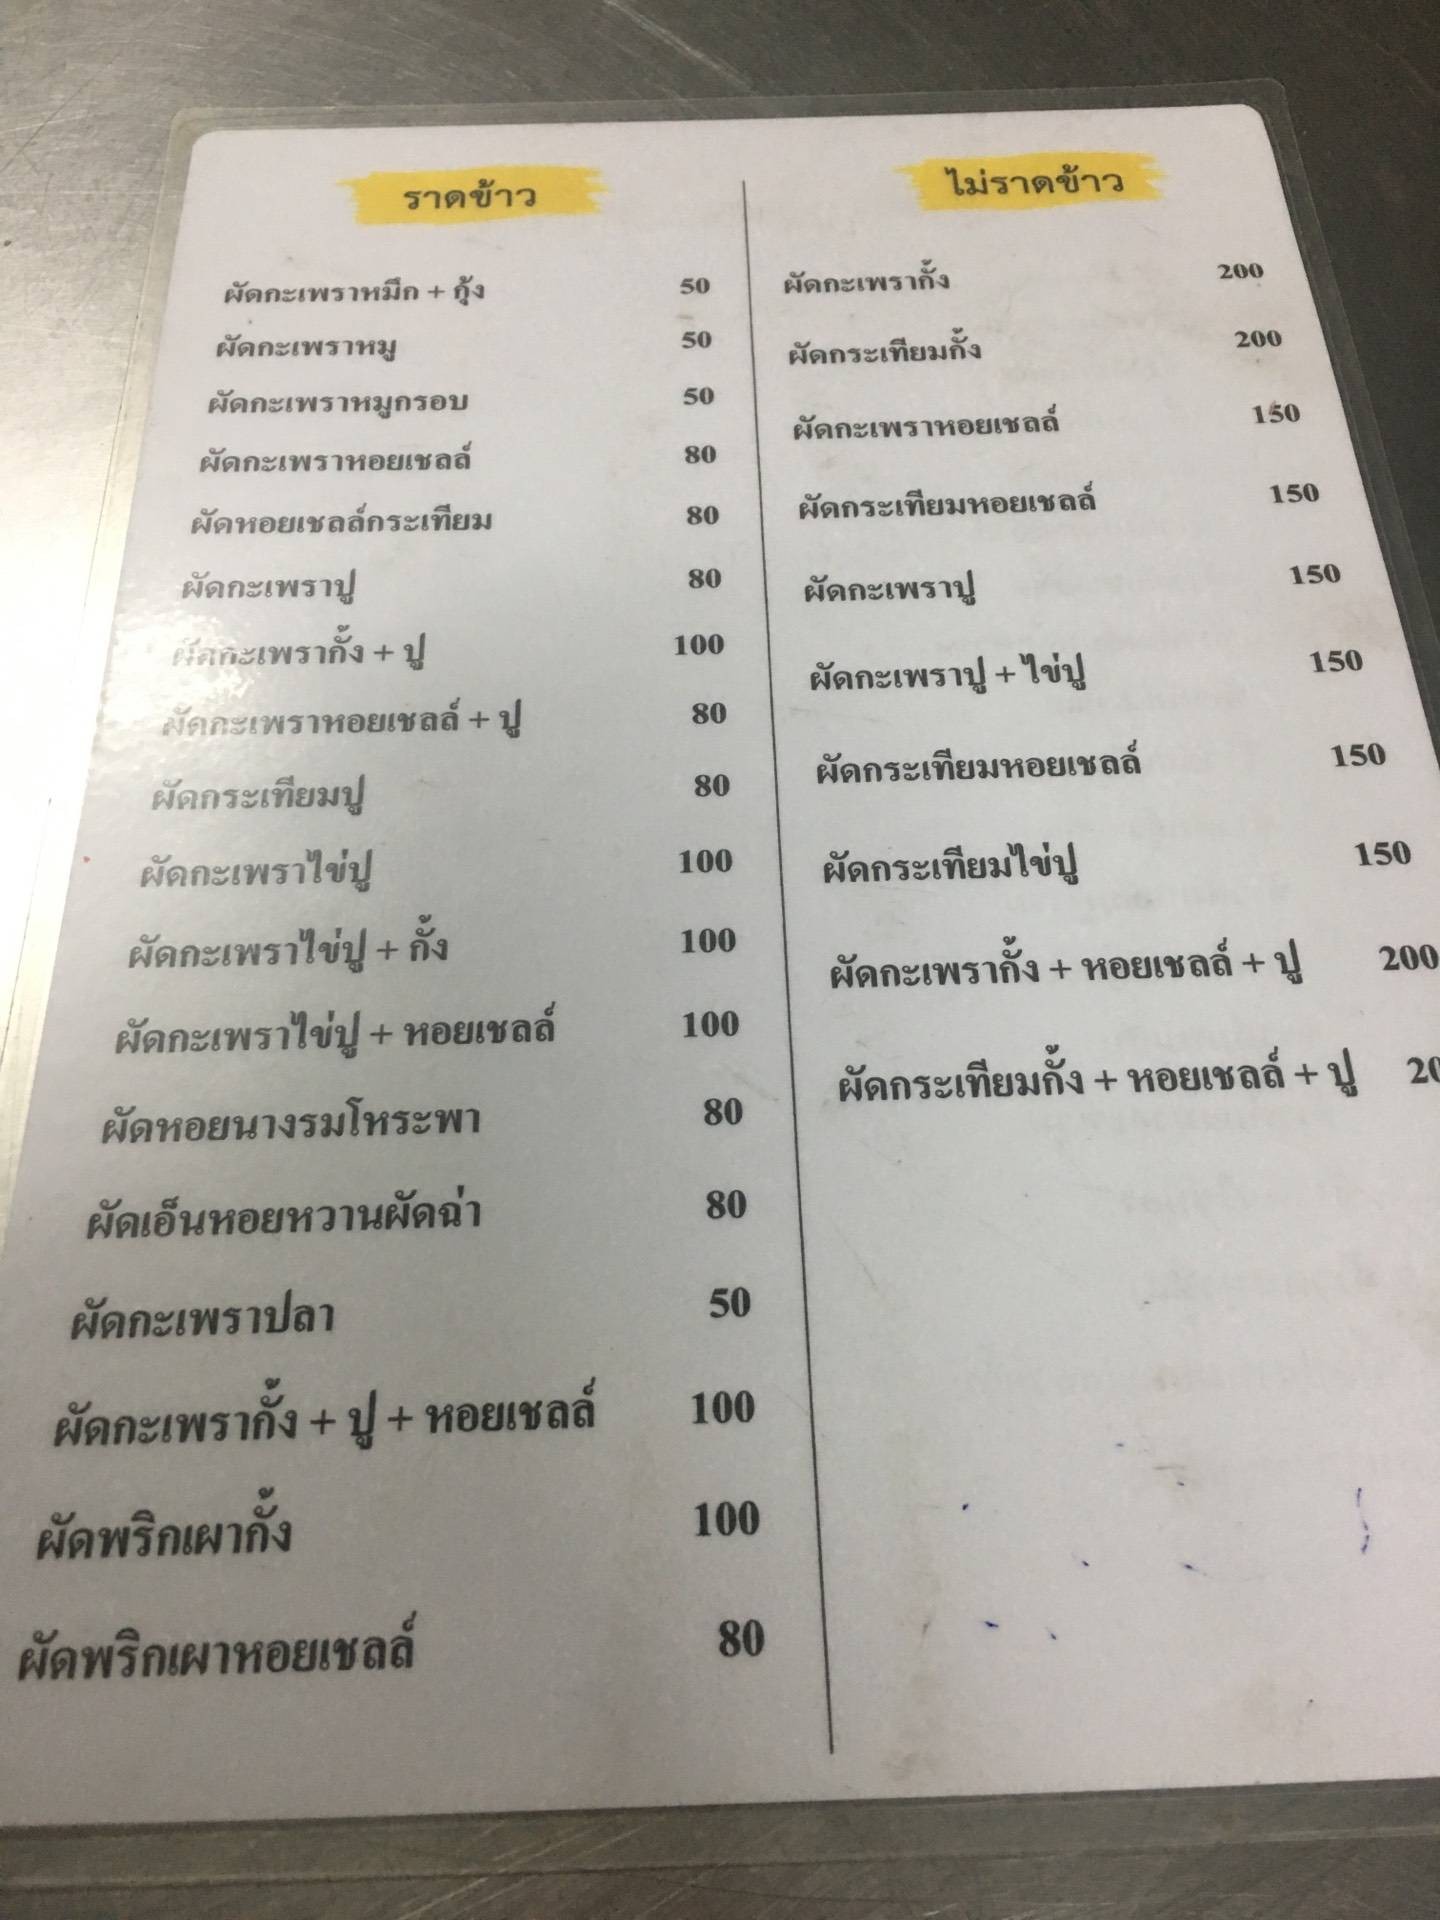 ราดข้าว
ผัดกะเพราหมึก + กุ้ง 50
ผัดกะเพราหมู 50
ผัดกะเพราหมูกรอบ 50
ผัดกะเพราหอยเชลล์ 80
ผัดหอยเชลล์กระเทียม 80
ผัดกะเพราปู 80
ผัดกะเพรากั้ง + ปู 100
ผัดกะเพราหอยเชลล์ + ปู 80
ผัดกระเทียมปู 80
ผัดกะเพราไข่ปู 100
ผัดกะเพราไข่ปู + กั้ง 100
ผัดกะเพราไข่ปู + หอยเชลล์ 100
ผัดหอยนางรมโหระพา 80
ผัดเอ็นหอยหวานผัดฉ่า 80
ผัดกะเพราปลา 50
ผัดกะเพรากั้ง + ปู + หอยเชลล์ 100
ผัดพริกเผากั้ง 100
ผัดพริกเผาหอยเชลล์ 80
ไม่ราดข้าว
ผัดกะเพรากั้ง 200
ผัดกระเทียมกั้ง 200
ผัดกะเพราหอยเชลล์ 150
ผัดกระเทียมหอยเชลล์ 150
ผัดกะเพราปู 150
ผัดกะเพราปู + ไข่ปู 150
ผัดกระเทียมหอยเชลล์ 150
ผัดกระเทียมไข่ปู 150
ผัดกะเพรากั้ง + หอยเชลล์ + ปู 200
ผัดกระเทียมกั้ง + หอยเชลล์ + ปู